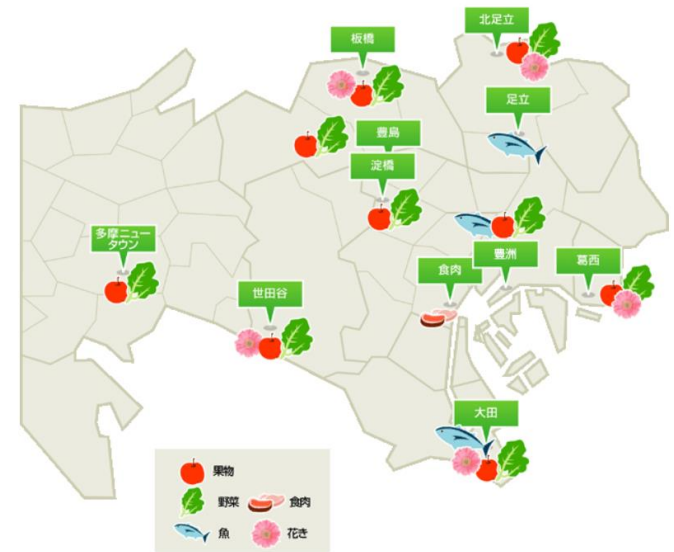 北足立
板橋
足立
豊島
淀橋
多摩ニュー
タウン
食肉
豊洲
葛西
世田谷
大田
果物
野菜
食肉
魚
花き